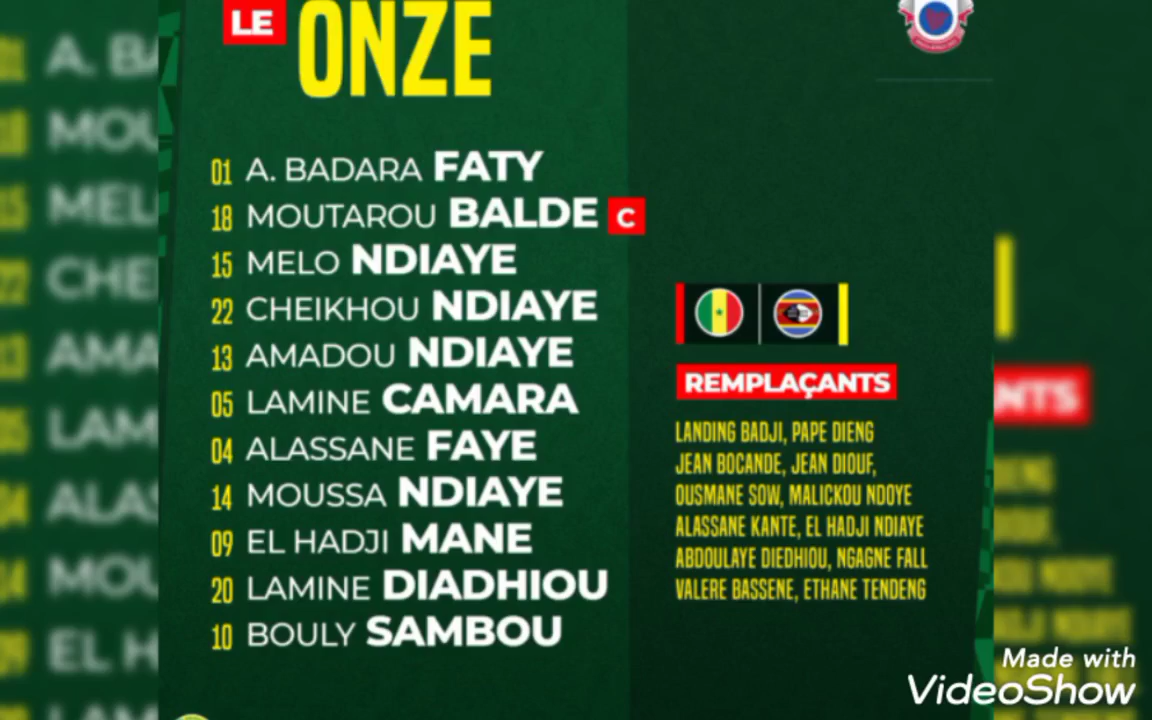 LE ONZE
01 A. BADARA FATY
18 MOUTAROU BALDE C
15 MELO NDIAYE
22 CHEIKHOU NDIAYE
13 AMADOU NDIAYE
05 LAMINE CAMARA
04 ALASSANE FAYE
14 MOUSSA NDIAYE
09 EL HADJI MANE
20 LAMINE DIADHIOU
10 BOULY SAMBOU
REMPLAÇANTS
LANDING BADJI, PAPE DIENG
JEAN BOCANDE, JEAN DIOUF,
OUSMANE SOW, MALICKOU NDOYE
ALASSANE KANTE, EL HADJI NDIAYE
ABDOULAYE DIEDHIOU, NGAGNE FALL
VALERE BASSENE, ETHANE TENDENG
Made with
VideoShow